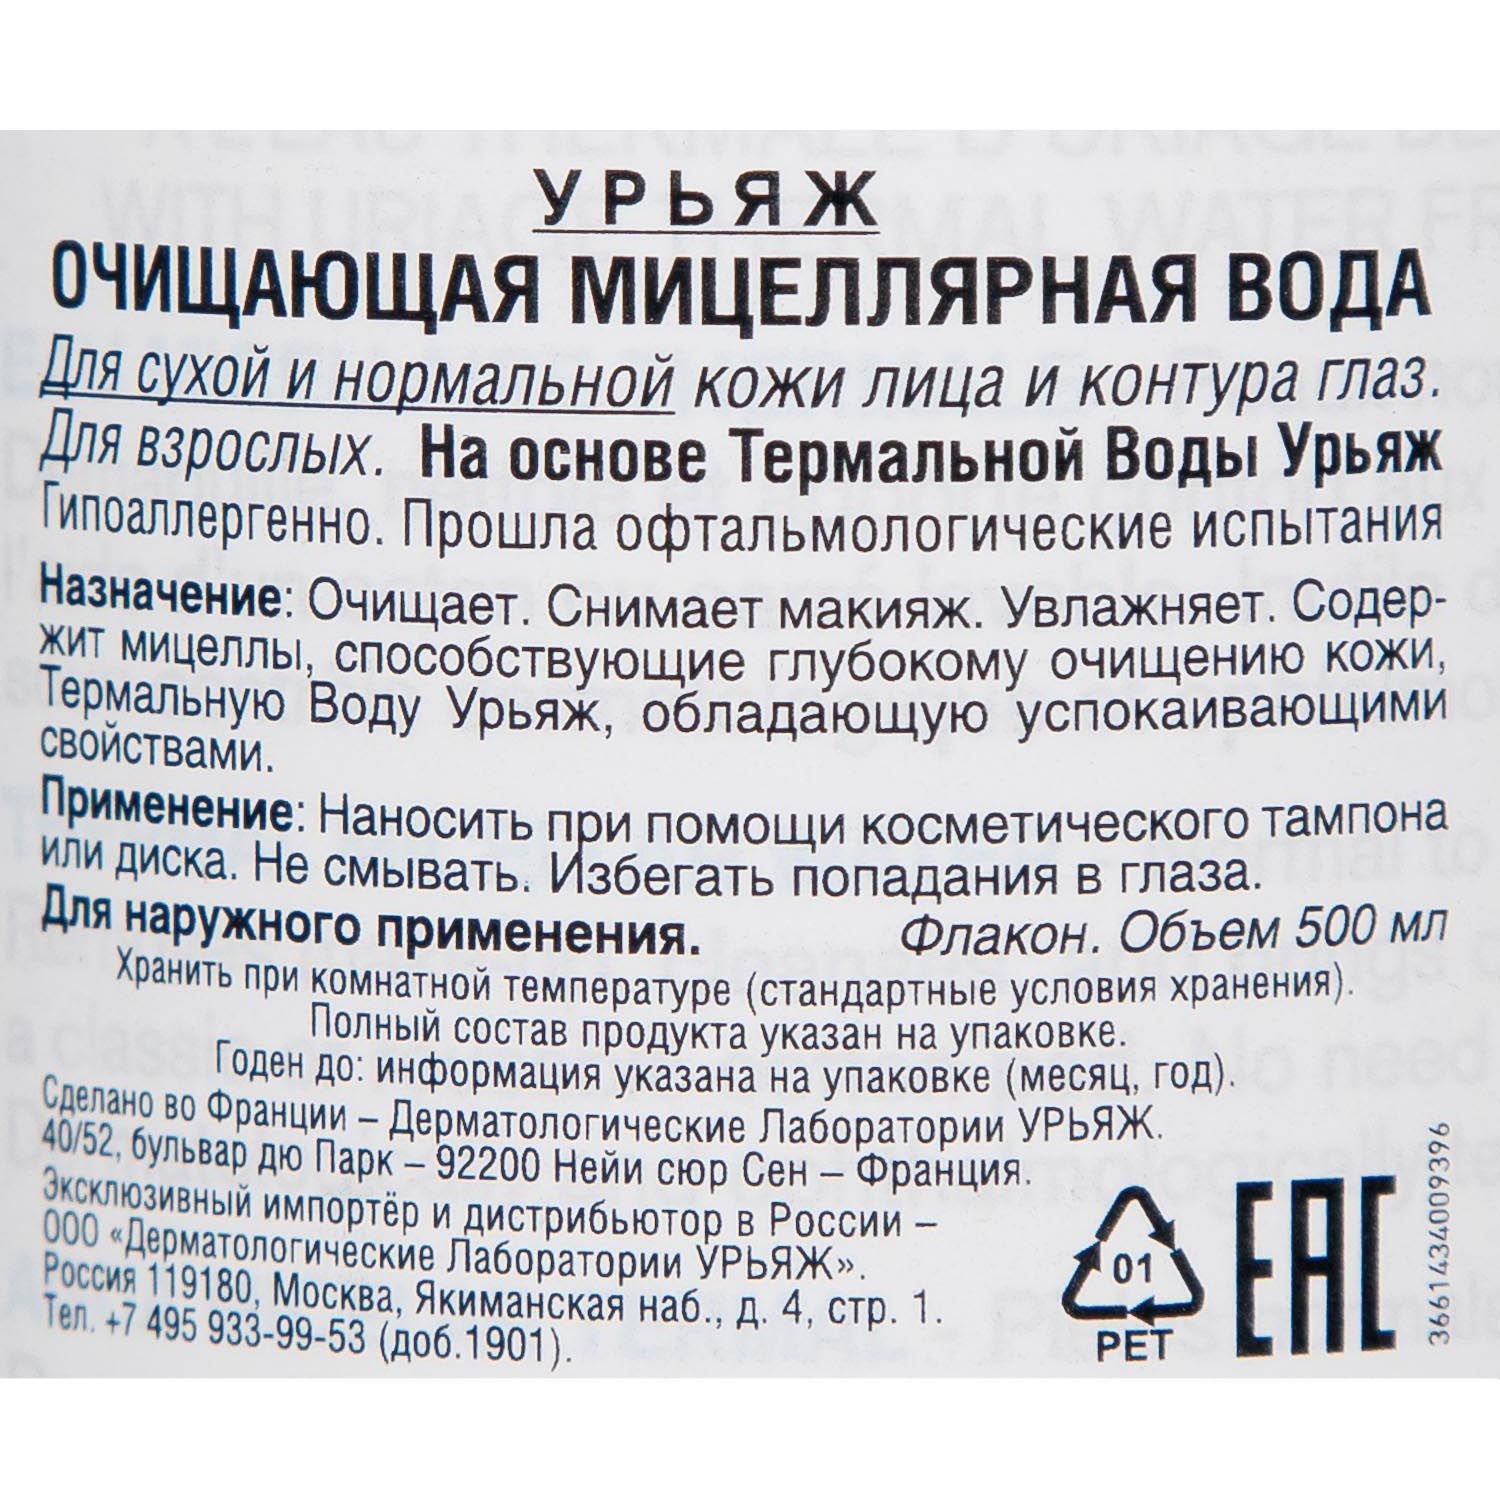 УРЬЯЖ
ОЧИЩАЮЩАЯ МИЦЕЛЛЯРНАЯ ВОДА
Для сухой и нормальной кожи лица и контура глаз.
Для взрослых. На основе Термальной Воды Урьяж
Гипоаллергенно. Прошла офтальмологические испытания
Назначение: Очищает. Снимает макияж. Увлажняет. Содер-
жит мицеллы, способствующие глубокому очищению кожи,
Термальную Воду Урьяж, обладающую успокаивающими
свойствами.
Применение: Наносить при помощи косметического тампона
или диска. Не смывать. Избегать попадания в глаза.
Для наружного применения. Флакон. Объем 500 мл
Хранить при комнатной температуре (стандартные условия хранения).
Полный состав продукта указан на упаковке.
Годен до: информация указана на упаковке (месяц, год).
Сделано во Франции – Дерматологические Лаборатории УРЬЯЖ.
40/52, бульвар дю Парк – 92200 Нейи сюр Сен – Франция.
Эксклюзивный импортёр и дистрибьютор в России –
ООО «Дерматологические Лаборатории УРЬЯЖ».
Россия 119180, Москва, Якиманская наб., д. 4, стр. 1.
Тел. +7 495 933-99-53 (доб.1901).
01
PET
EAC
3661434009396